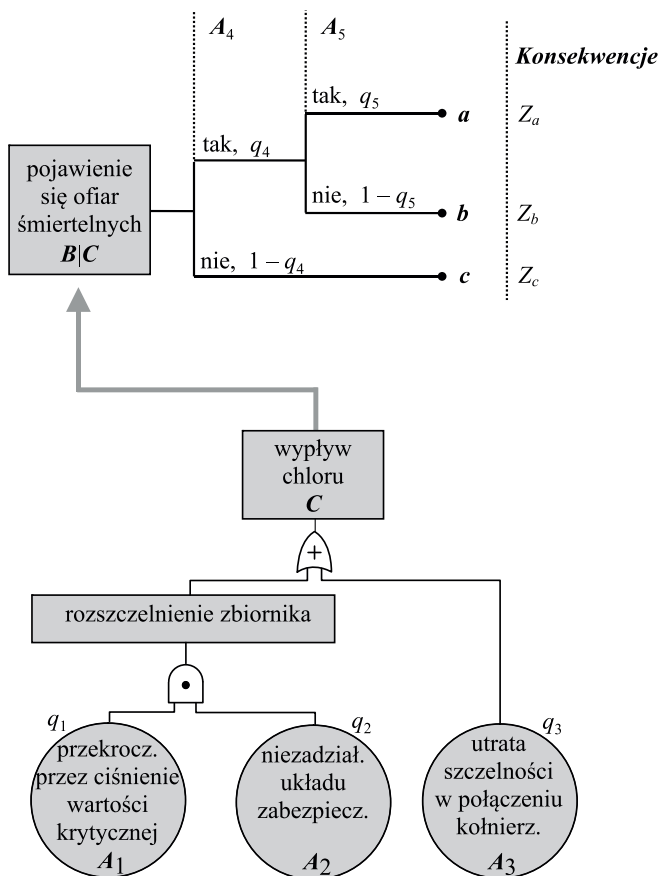 A₄
A₅
Konsekwencje
tak, q₅
a
Zₐ
tak, q₄
pojawienie
się ofiar
śmiertelnych
B|C
nie, 1 – q₅
b
Z_b
nie, 1 – q₄
c
Z_c
wypływ
chloru
C
+
rozszczelnienie zbiornika
q₁
q₂
q₃
przekrocz.
przez ciśnienie
wartości
krytycznej
A₁
niezadział.
układu
zabezpiecz.
A₂
utrata
szczelności
w połączeniu
kołnierz.
A₃